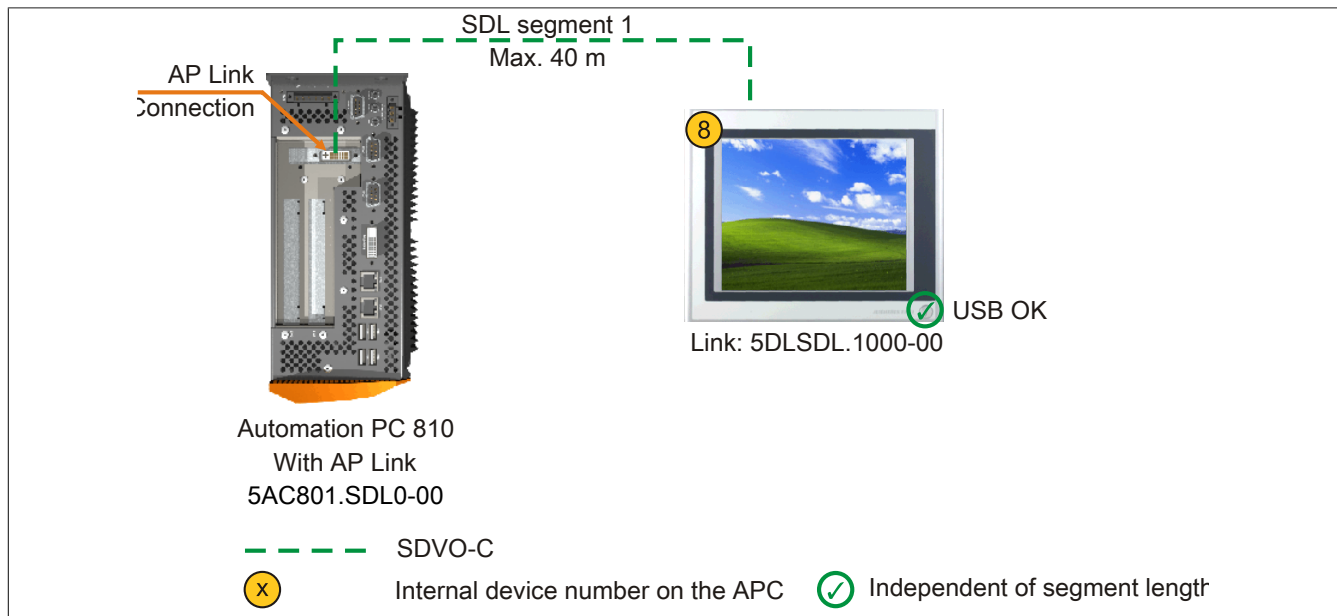 SDL segment 1
Max. 40 m
AP Link
Connection
8
USB OK
Link: 5DLSDL.1000-00
Automation PC 810
With AP Link
5AC801.SDL0-00
SDVO-C
x
Internal device number on the APC
Independent of segment length